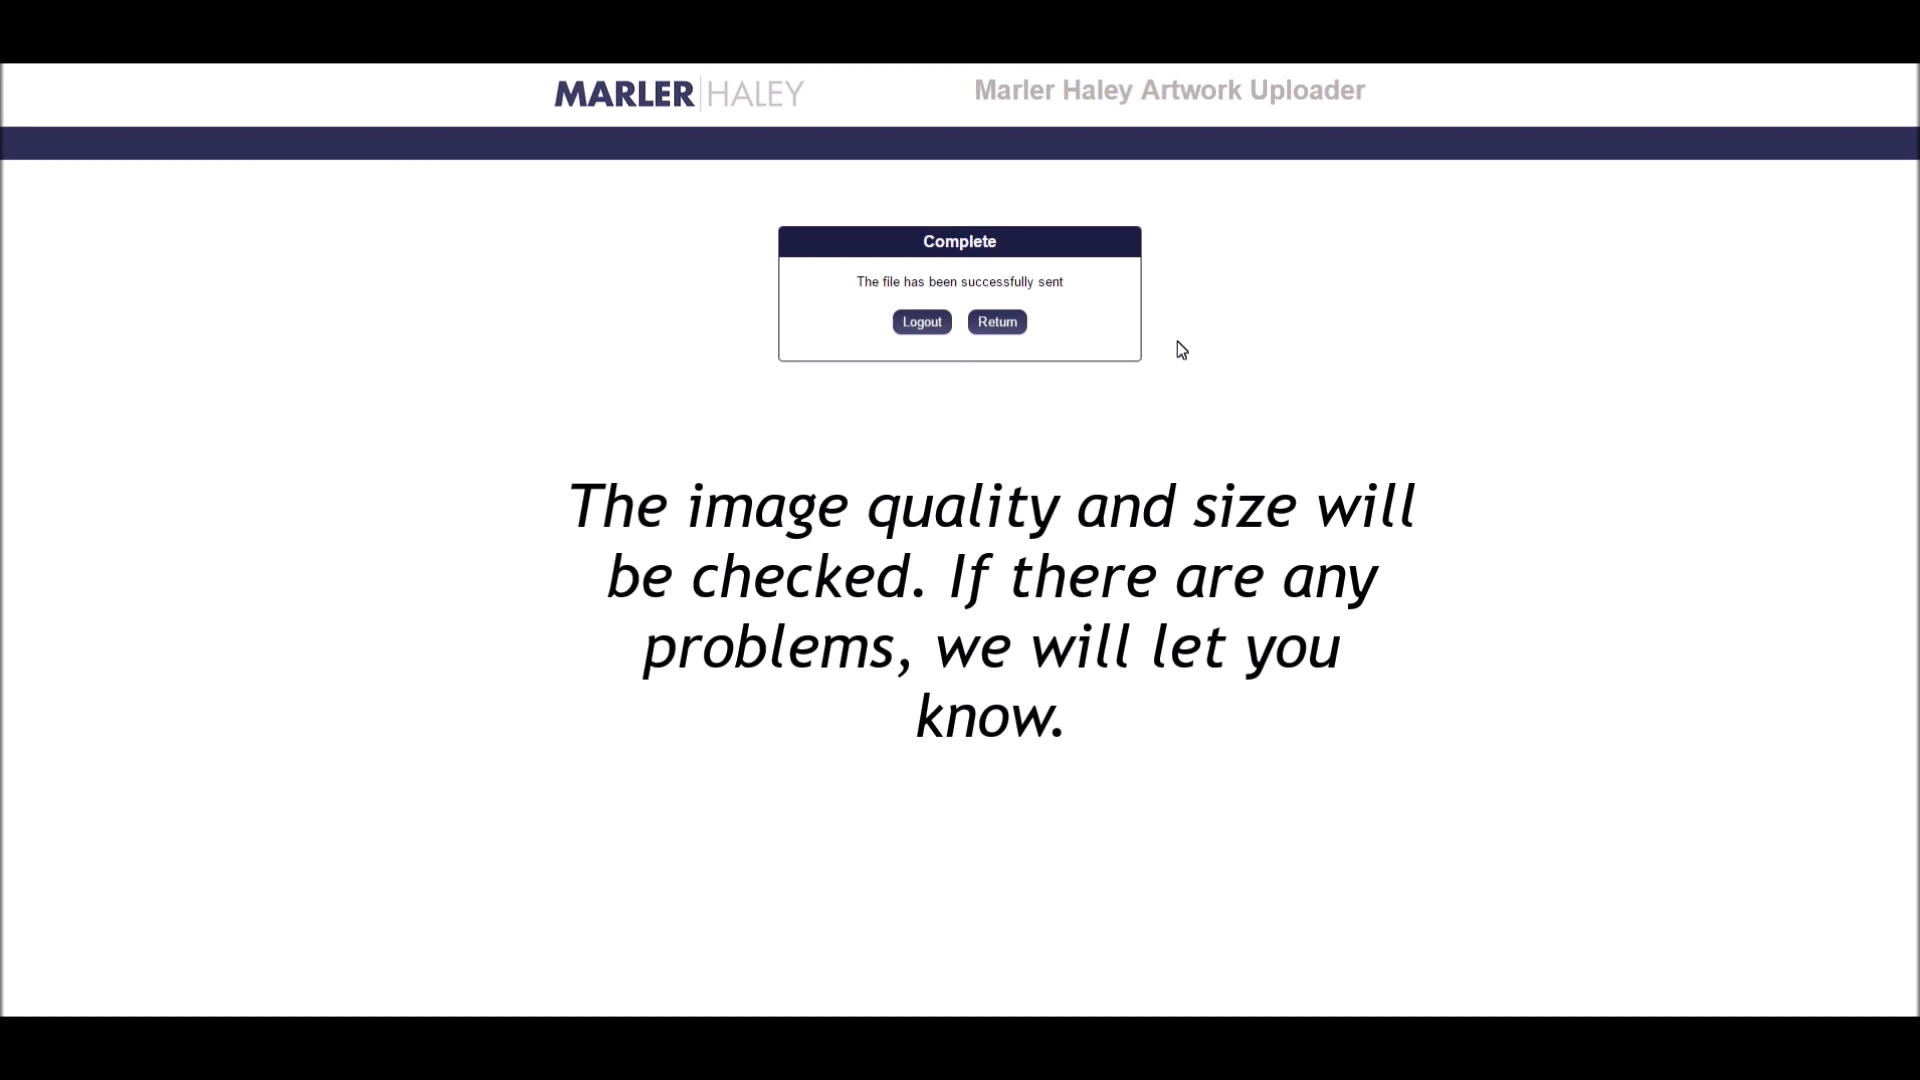 MARLER HALEY
Marler Haley Artwork Uploader
Complete
The file has been successfully sent
Logout Return
The image quality and size will
be checked. If there are any
problems, we will let you
know.